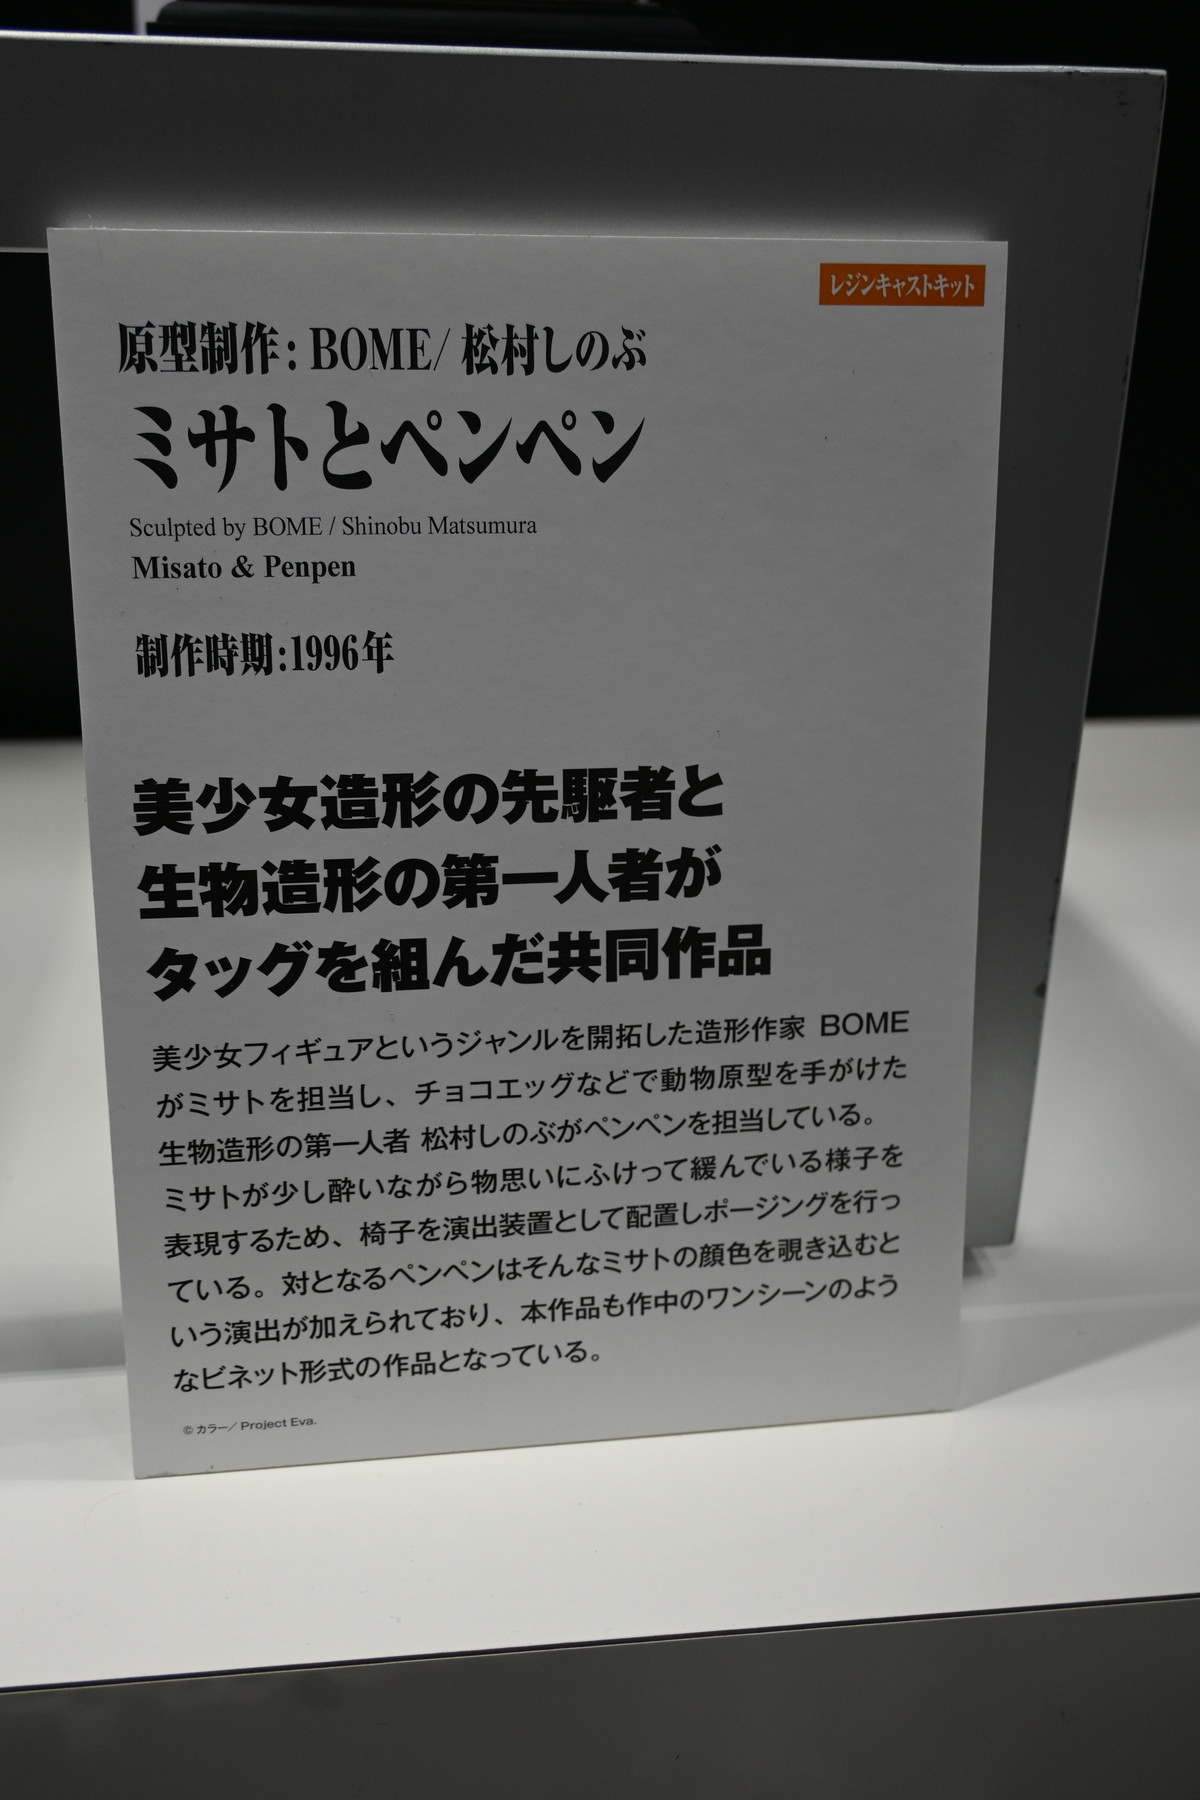 レジンキャストキット
原型制作: BOME/ 松村しのぶ
ミサトとペンペン
Sculpted by BOME / Shinobu Matsumura
Misato & Penpen
制作時期:1996年
美少女造形の先駆者と
生物造形の第一人者が
タッグを組んだ共同作品
美少女フィギュアというジャンルを開拓した造形作家 BOME
がミサトを担当し、チョコエッグなどで動物原型を手がけた
生物造形の第一人者 松村しのぶがペンペンを担当している。
ミサトが少し酔いながら物思いにふけって緩んでいる様子を
表現するため、椅子を演出装置として配置しポージングを行っ
ている。対となるペンペンはそんなミサトの顔色を覗き込むと
いう演出が加えられており、本作品も作中のワンシーンのよう
なビネット形式の作品となっている。
© カラー／Project Eva.